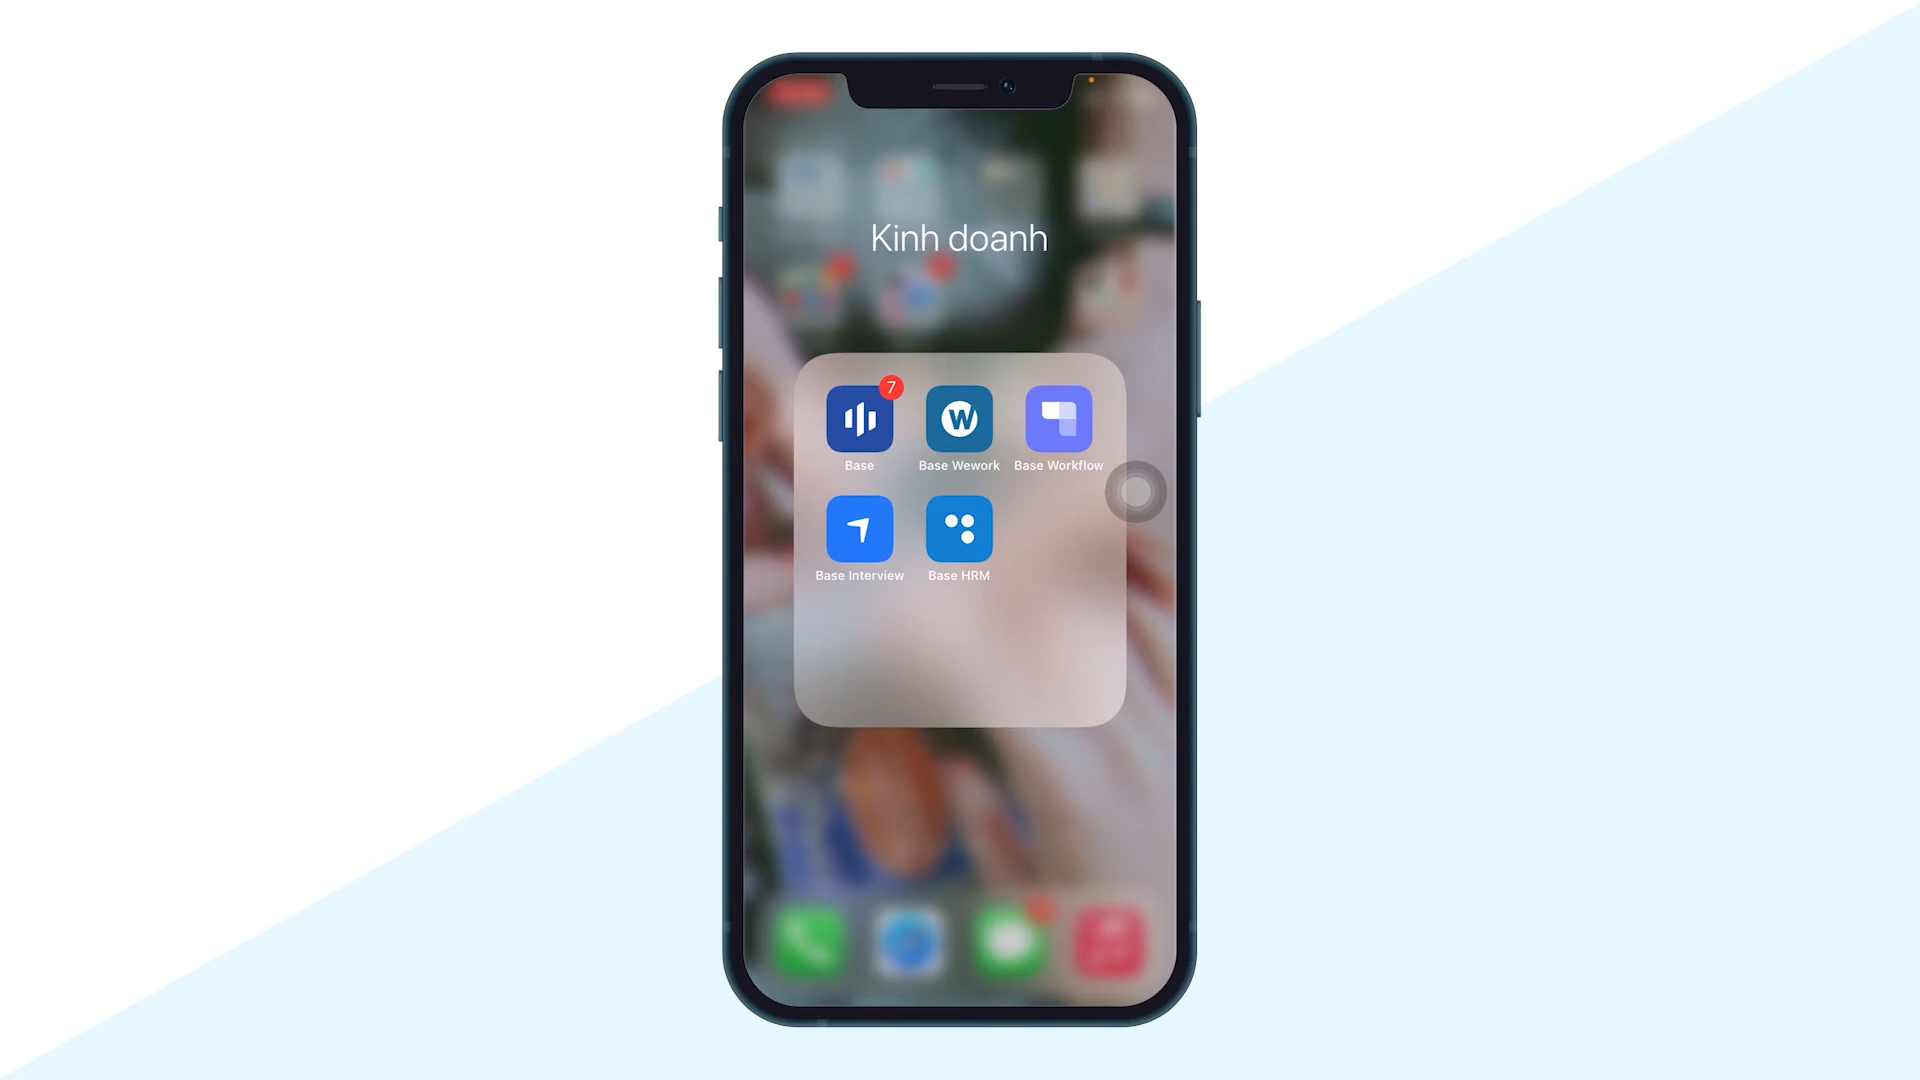 Kinh doanh
7
W
Base
Base Wework
Base Workflow
Base Interview
Base HRM